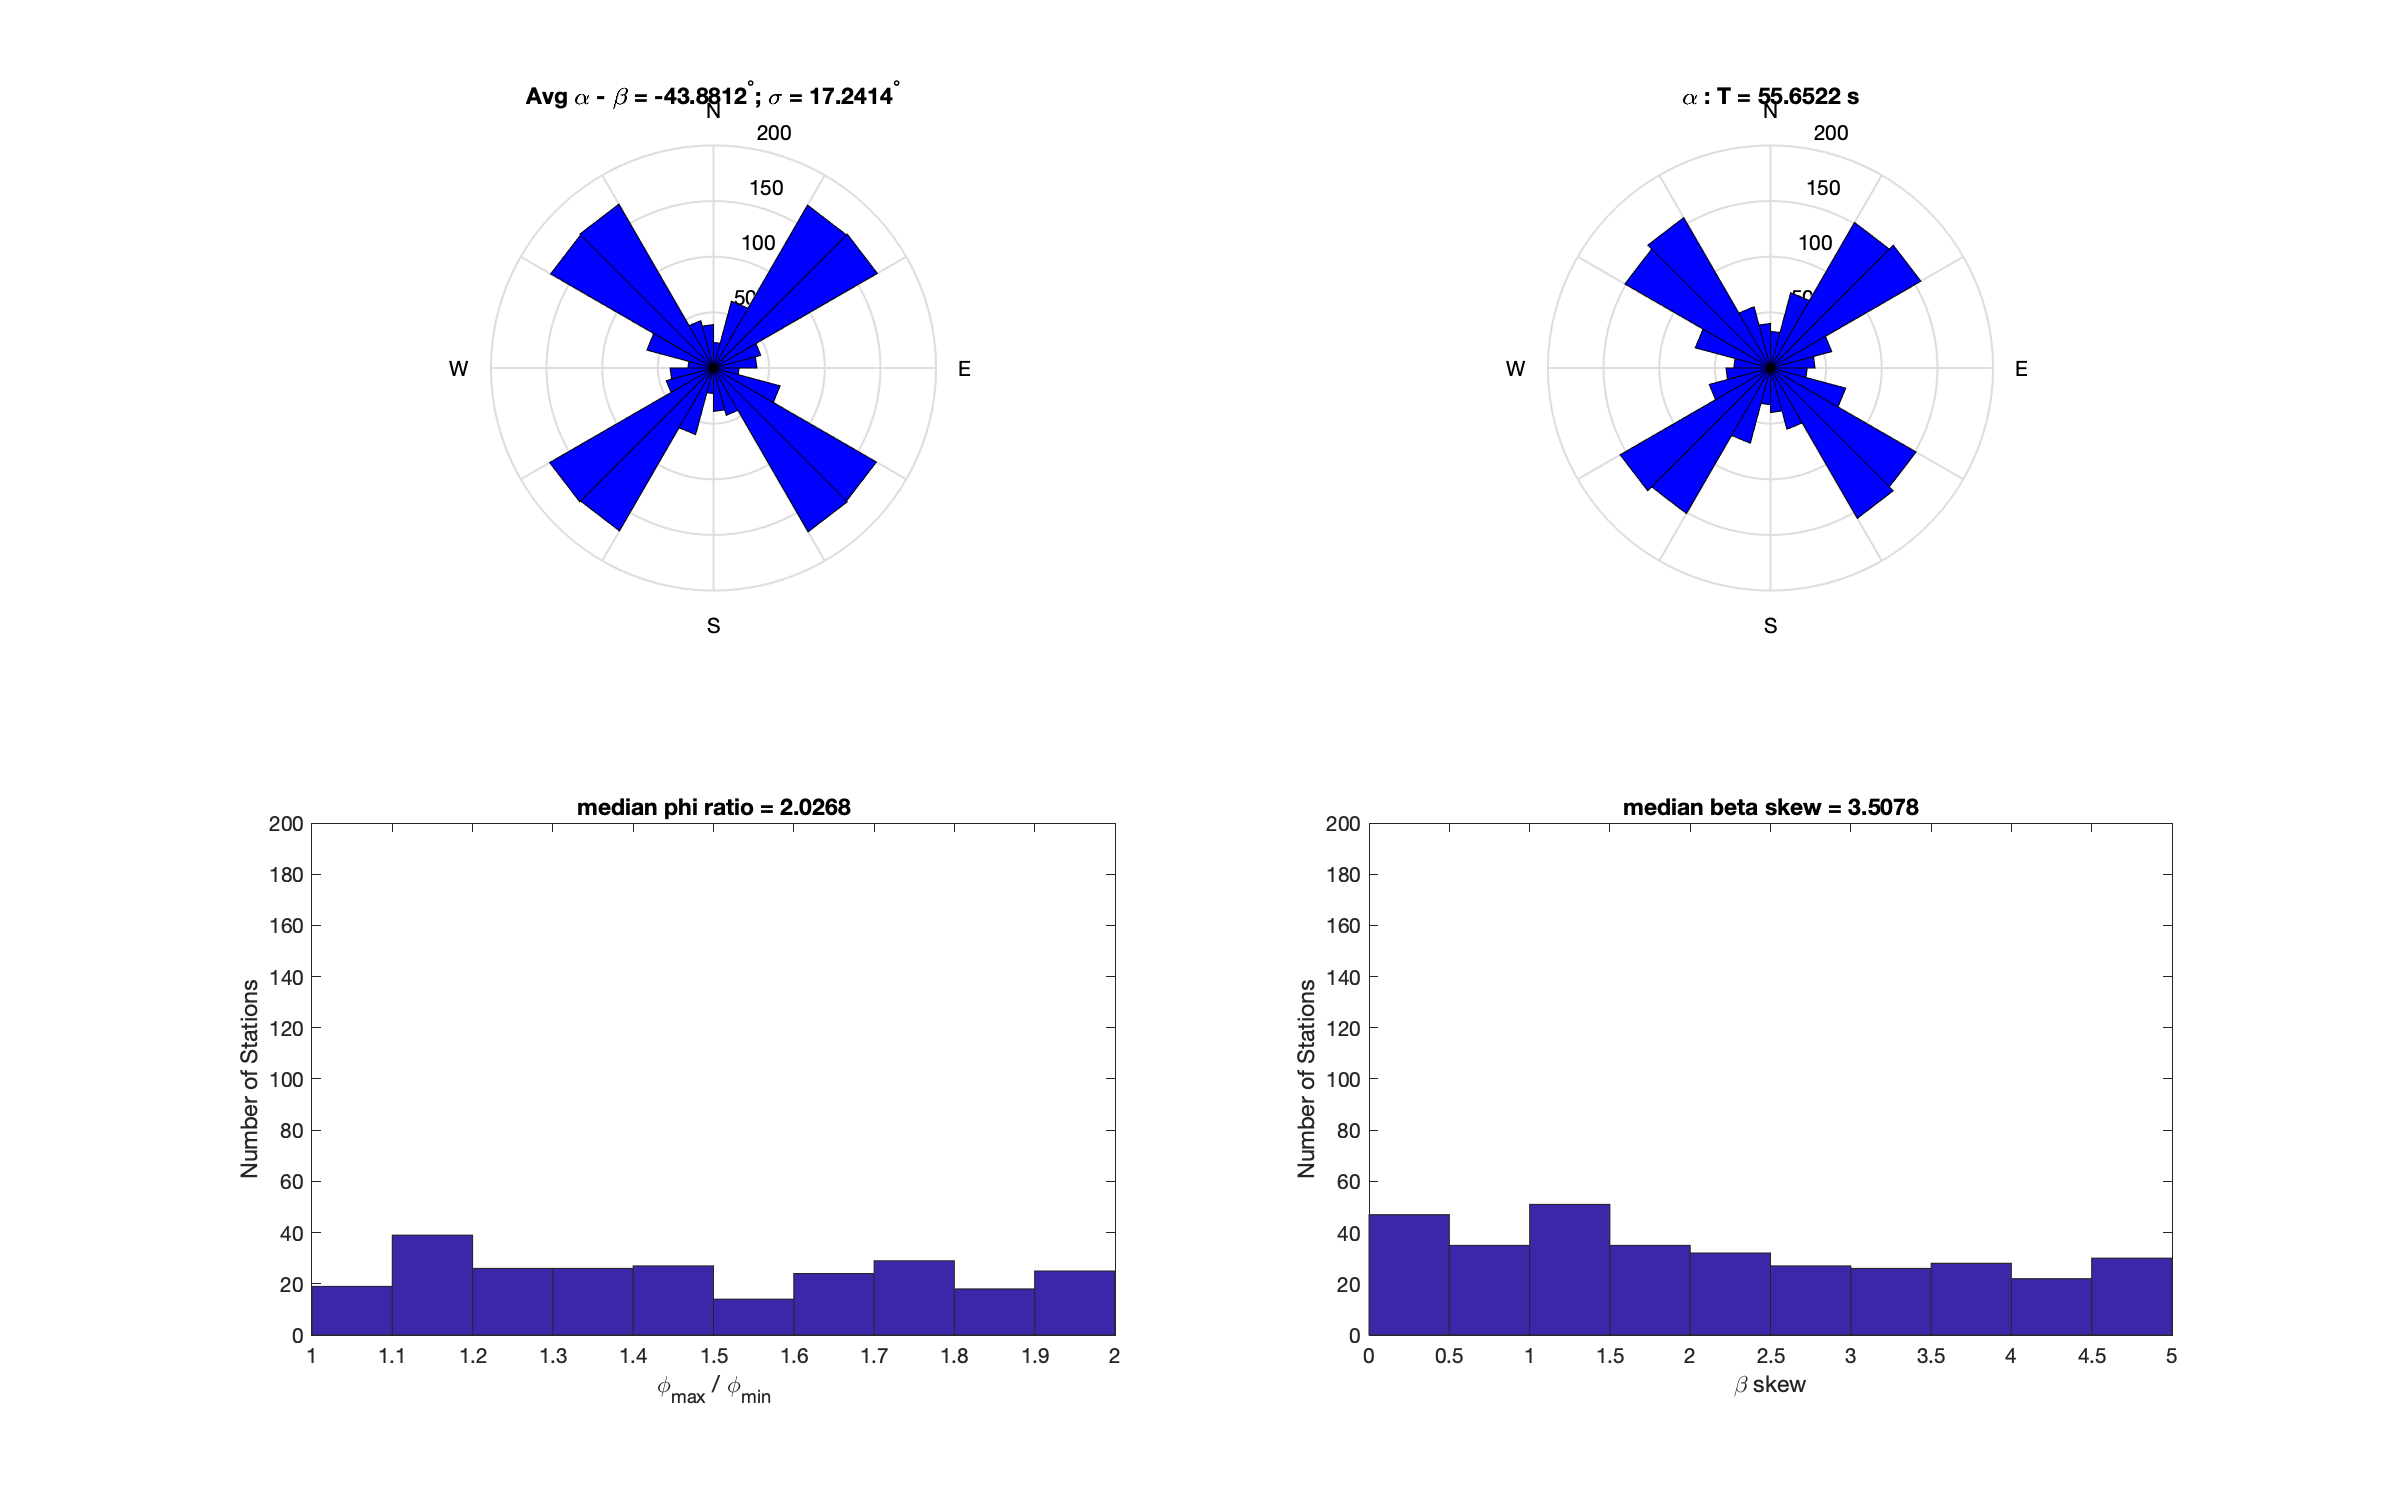 Avg α - β = -43.8812°; σ = 17.2414°
N
200
150
100
50
W
E
S
α : T = 55.6522 s
N
200
150
100
50
W
E
S
median phi ratio = 2.0268
200
180
160
140
120
100
80
60
40
20
0
Number of Stations
1 1.1 1.2 1.3 1.4 1.5 1.6 1.7 1.8 1.9 2
ϕmax / ϕmin
median beta skew = 3.5078
200
180
160
140
120
100
80
60
40
20
0
Number of Stations
0 0.5 1 1.5 2 2.5 3 3.5 4 4.5 5
β skew